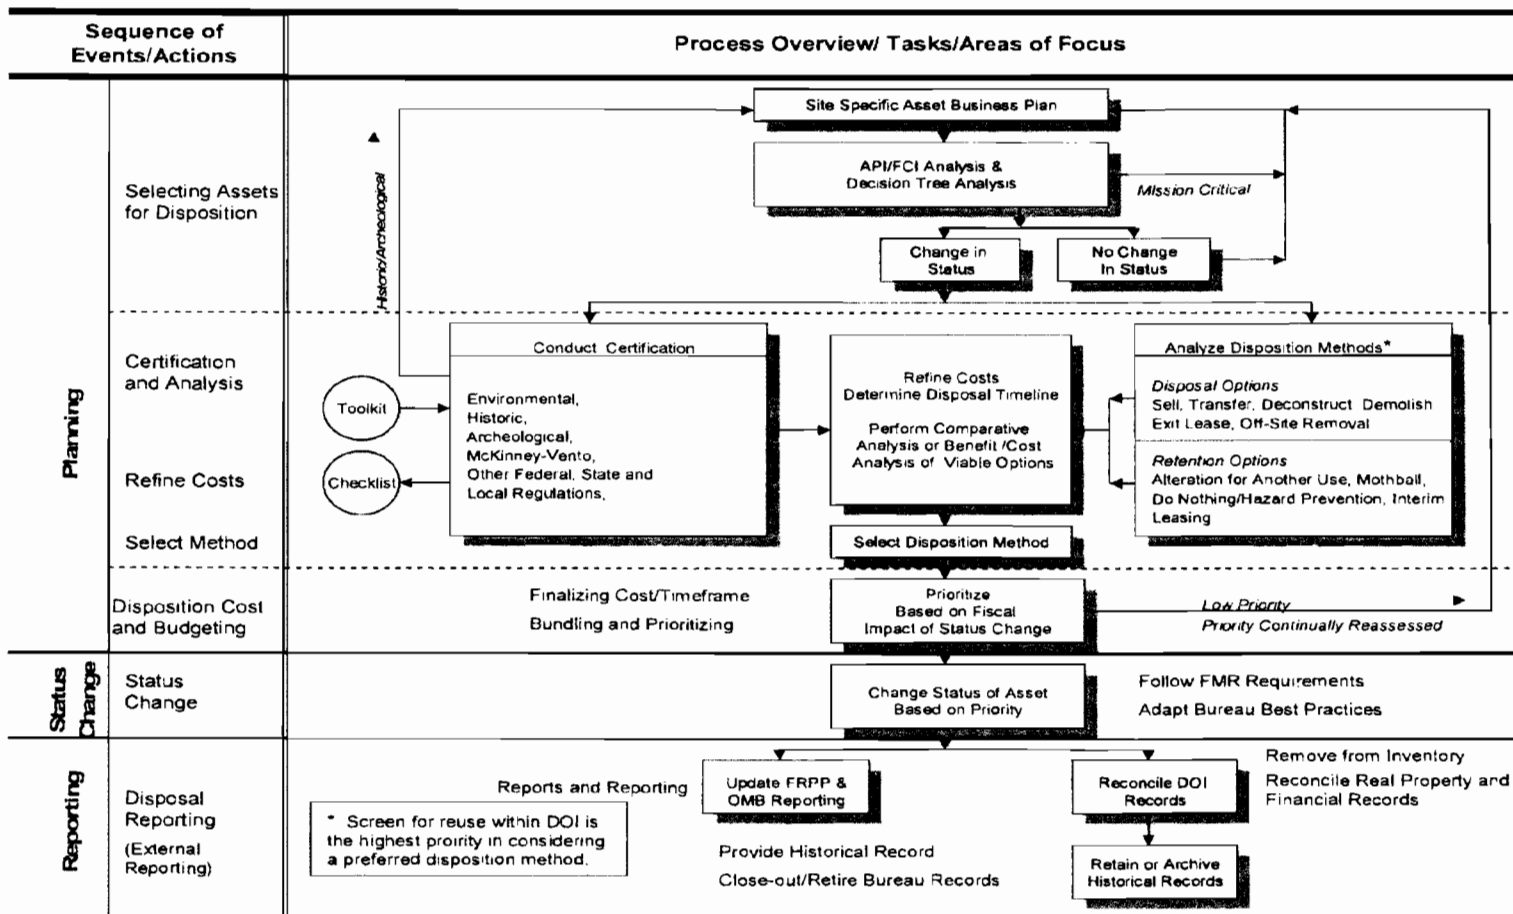 Sequence of
Events/Actions
Process Overview/ Tasks/Areas of Focus
Planning
Selecting Assets
for Disposition
Historic/Archeological
Site Specific Asset Business Plan
API/FCI Analysis &
Decision Tree Analysis
Mission Critical
Change in
Status
No Change
In Status
Certification
and Analysis
Refine Costs
Select Method
Toolkit
Checklist
Conduct Certification
Environmental,
Historic,
Archeological,
McKinney-Vento,
Other Federal, State and
Local Regulations,
Refine Costs
Determine Disposal Timeline
Perform Comparative
Analysis or Benefit /Cost
Analysis of Viable Options
Analyze Disposition Methods*
Disposal Options
Sell, Transfer, Deconstruct Demolish
Exit Lease, Off-Site Removal
Retention Options
Alteration for Another Use, Mothball,
Do Nothing/Hazard Prevention, Interim
Leasing
Select Disposition Method
Disposition Cost
and Budgeting
Finalizing Cost/Timeframe
Bundling and Prioritizing
Prioritize
Based on Fiscal
Impact of Status Change
Low Priority
Priority Continually Reassessed
Status
Change
Status
Change
Change Status of Asset
Based on Priority
Follow FMR Requirements
Adapt Bureau Best Practices
Reporting
Disposal
Reporting
(External
Reporting)
Reports and Reporting
* Screen for reuse within DOI is
the highest proirity in considering
a preferred disposition method.
Update FRPP &
OMB Reporting
Provide Historical Record
Close-out/Retire Bureau Records
Reconcile DOI
Records
Retain or Archive
Historical Records
Remove from Inventory
Reconcile Real Property and
Financial Records